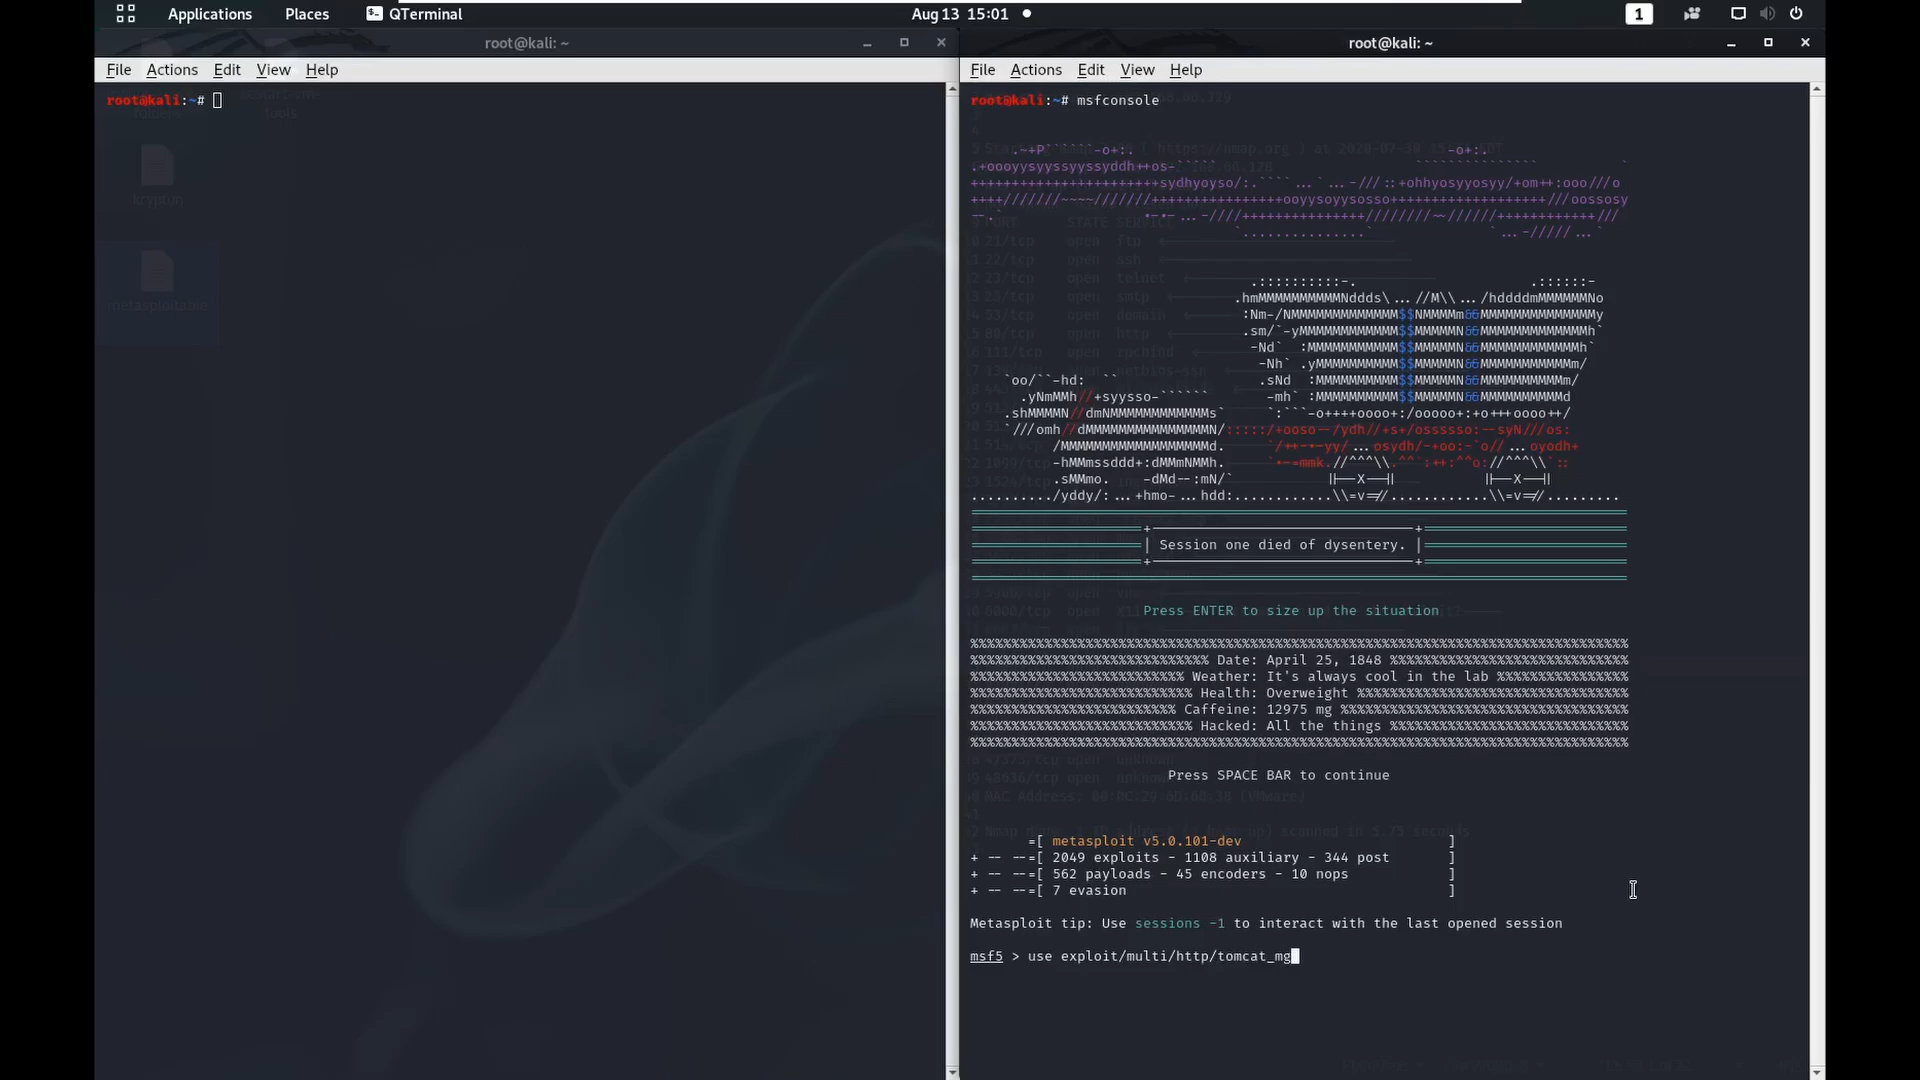 Applications Places QTerminal Aug 13 15:01 1
root@kali: ~
File Actions Edit View Help
root@kali:~#
krypfun
metasploitable
root@kali: ~
File Actions Edit View Help
root@kali:~# msfconsole
Session one died of dysentery.
Press ENTER to size up the situation
Date: April 25, 1848
Weather: It's always cool in the lab
Health: Overweight
Caffeine: 12975 mg
Hacked: All the things
Press SPACE BAR to continue
=[ metasploit v5.0.101-dev ]
+ -- --=[ 2049 exploits - 1108 auxiliary - 344 post ]
+ -- --=[ 562 payloads - 45 encoders - 10 nops ]
+ -- --=[ 7 evasion ]
Metasploit tip: Use sessions -1 to interact with the last opened session
msf5 > use exploit/multi/http/tomcat_mg